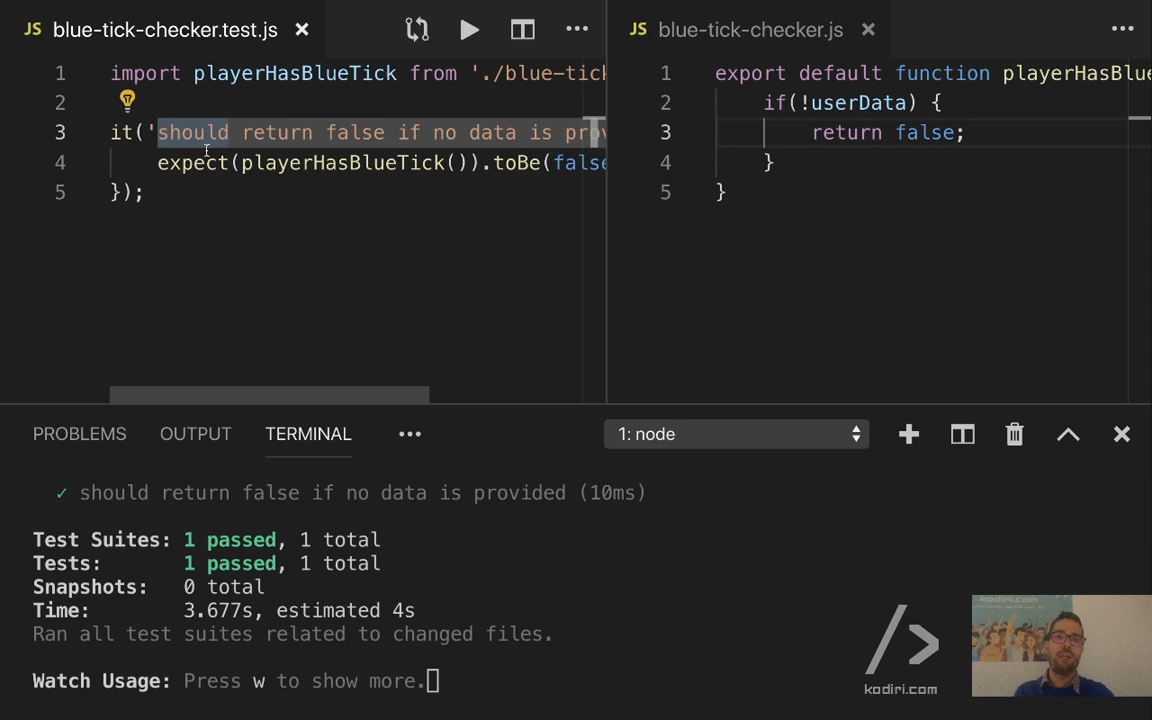 JS blue-tick-checker.test.js
1 import playerHasBlueTick from './blue-tick
2
3 it('should return false if no data is prov
4 expect(playerHasBlueTick()).toBe(false
5 });
JS blue-tick-checker.js
1 export default function playerHasBlue
2 if(!userData) {
3 return false;
4 }
5 }
PROBLEMS OUTPUT TERMINAL 1: node
✓ should return false if no data is provided (10ms)
Test Suites: 1 passed, 1 total
Tests: 1 passed, 1 total
Snapshots: 0 total
Time: 3.677s, estimated 4s
Ran all test suites related to changed files.
Watch Usage: Press w to show more.
/>
kodiri.com
kodiri.com